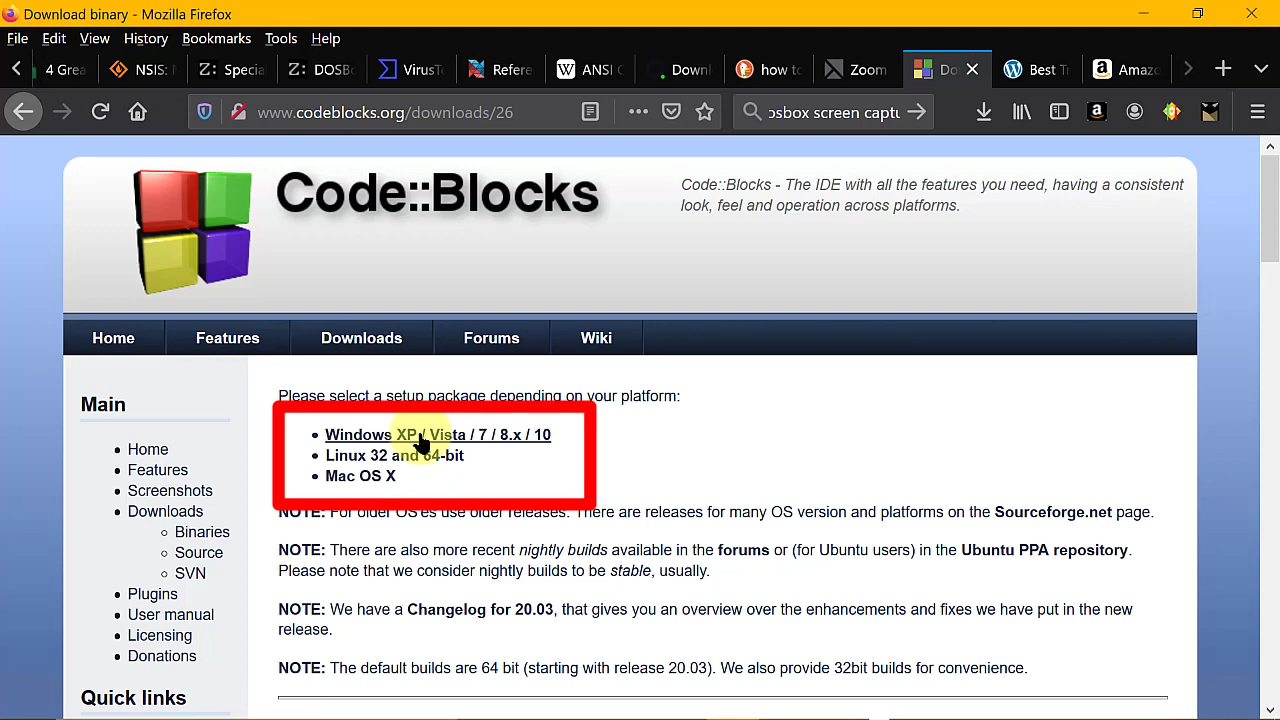 Download binary - Mozilla Firefox
File Edit View History Bookmarks Tools Help
4 Grea NSIS: Specia DOSB VirusT Refere ANSI Downl how to Zoom Do Best Tr Amazo
www.codeblocks.org/downloads/26
osbox screen captu
Code::Blocks
Code::Blocks - The IDE with all the features you need, having a consistent
look, feel and operation across platforms.
Home Features Downloads Forums Wiki
Main
Home
Features
Screenshots
Downloads
Binaries
Source
SVN
Plugins
User manual
Licensing
Donations
Quick links
Please select a setup package depending on your platform:
Windows XP / Vista / 7 / 8.x / 10
Linux 32 and 64-bit
Mac OS X
NOTE: For older OS'es use older releases. There are releases for many OS version and platforms on the Sourceforge.net page.
NOTE: There are also more recent nightly builds available in the forums or (for Ubuntu users) in the Ubuntu PPA repository.
Please note that we consider nightly builds to be stable, usually.
NOTE: We have a Changelog for 20.03, that gives you an overview over the enhancements and fixes we have put in the new
release.
NOTE: The default builds are 64 bit (starting with release 20.03). We also provide 32bit builds for convenience.